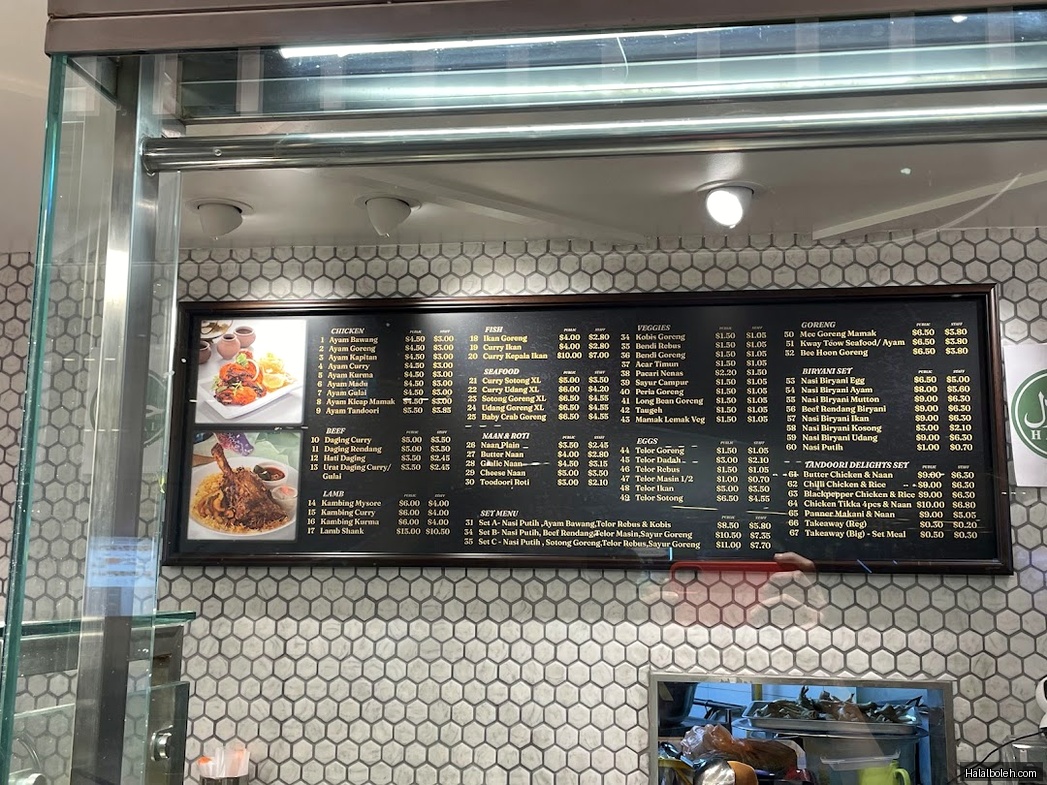 CHICKEN PUBLIC STAFF
1 Ayam Bawang $4.50 $3.00
2 Ayam Goreng $4.50 $3.00
3 Ayam Kapitan $4.50 $3.00
4 Ayam Curry $4.50 $3.00
5 Ayam Kurma $4.50 $3.00
6 Ayam Madu $4.50 $3.00
7 Ayam Gulai $4.50 $3.00
8 Ayam Kicap Mamak $4.50 $3.00
9 Ayam Tandoori $5.50 $3.85
BEEF
10 Daging Curry $5.00 $3.50
11 Daging Rendang $5.00 $3.50
12 Hati Daging $3.50 $2.45
13 Urat Daging Curry/ $3.50 $2.45
Gulai
LAMB PUBLIC STAFF
14 Kambing Mysore $6.00 $4.00
15 Kambing Curry $6.00 $4.00
16 Kambing Kurma $6.00 $4.00
17 Lamb Shank $15.00 $10.50
FISH PUBLIC STAFF
18 Ikan Goreng $4.00 $2.80
19 Curry Ikan $4.00 $2.80
20 Curry Kepala Ikan $10.00 $7.00
SEAFOOD
21 Curry Sotong XL $5.00 $3.50
22 Curry Udang XL $6.00 $4.20
23 Sotong Goreng XL $6.50 $4.55
24 Udang Goreng XL $6.50 $4.55
25 Baby Crab Goreng $6.50 $4.55
NAAN & ROTI
26 Naan Plain $3.50 $2.45
27 Butter Naan $4.00 $2.80
28 Garlic Naan $4.50 $3.15
29 Cheese Naan $5.00 $3.50
30 Toodoori Roti $3.00 $2.10
SET MENU
31 Set A- Nasi Putih ,Ayam Bawang,Telor Rebus & Kobis $8.50 $5.80
34 Set B- Nasi Putih, Beef Rendang,Telor Masin,Sayur Goreng $10.50 $7.35
35 Set C - Nasi Putih , Sotong Goreng,Telor Rebus,Sayur Goreng $11.00 $7.70
VEGGIES PUBLIC STAFF
34 Kobis Goreng $1.50 $1.05
35 Bendi Rebus $1.50 $1.05
36 Bendi Goreng $1.50 $1.05
37 Acar Timun $1.50 $1.05
38 Pacari Nenas $2.20 $1.50
39 Sayur Campur $1.50 $1.05
40 Peria Goreng $1.50 $1.05
41 Long Bean Goreng $1.50 $1.05
42 Taugeh $1.50 $1.05
43 Mamak Lemak Veg $1.50 $1.05
EGGS
44 Telor Goreng $1.50 $1.05
45 Telor Dadah $3.00 $2.10
46 Telor Rebus $1.50 $1.05
47 Telor Masin 1/2 $1.00 $0.70
48 Telor Ikan $5.00 $3.50
49 Telor Sotong $6.50 $4.55
GORENG PUBLIC STAFF
50 Mee Goreng Mamak $6.50 $3.80
51 Kway Teow Seafood/ Ayam $6.50 $3.80
52 Bee Hoon Goreng $6.50 $3.80
BIRYANI SET PUBLIC STAFF
53 Nasi Biryani Egg $6.50 $5.00
54 Nasi Biryani Ayam $8.00 $5.60
55 Nasi Biryani Mutton $9.00 $6.30
56 Beef Rendang Biryani $9.00 $6.30
57 Nasi Biryani Ikan $9.00 $6.30
58 Nasi Biryani Kosong $3.00 $2.10
59 Nasi Biryani Udang $9.00 $6.30
60 Nasi Putih $1.00 $0.70
TANDOORI DELIGHTS SET
61 Butter Chicken & Naan $9.00 $6.30
62 Chilli Chicken & Rice $9.00 $6.30
63 Blackpepper Chicken & Rice $9.00 $6.30
64 Chicken Tikka 4pcs & Naan $10.00 $6.80
65 Panner Makani & Naan $9.00
66 Takeaway (Reg) $0.30 $0.20
67 Takeaway (Big) - Set Meal $0.50 $0.30
Halalboleh.com